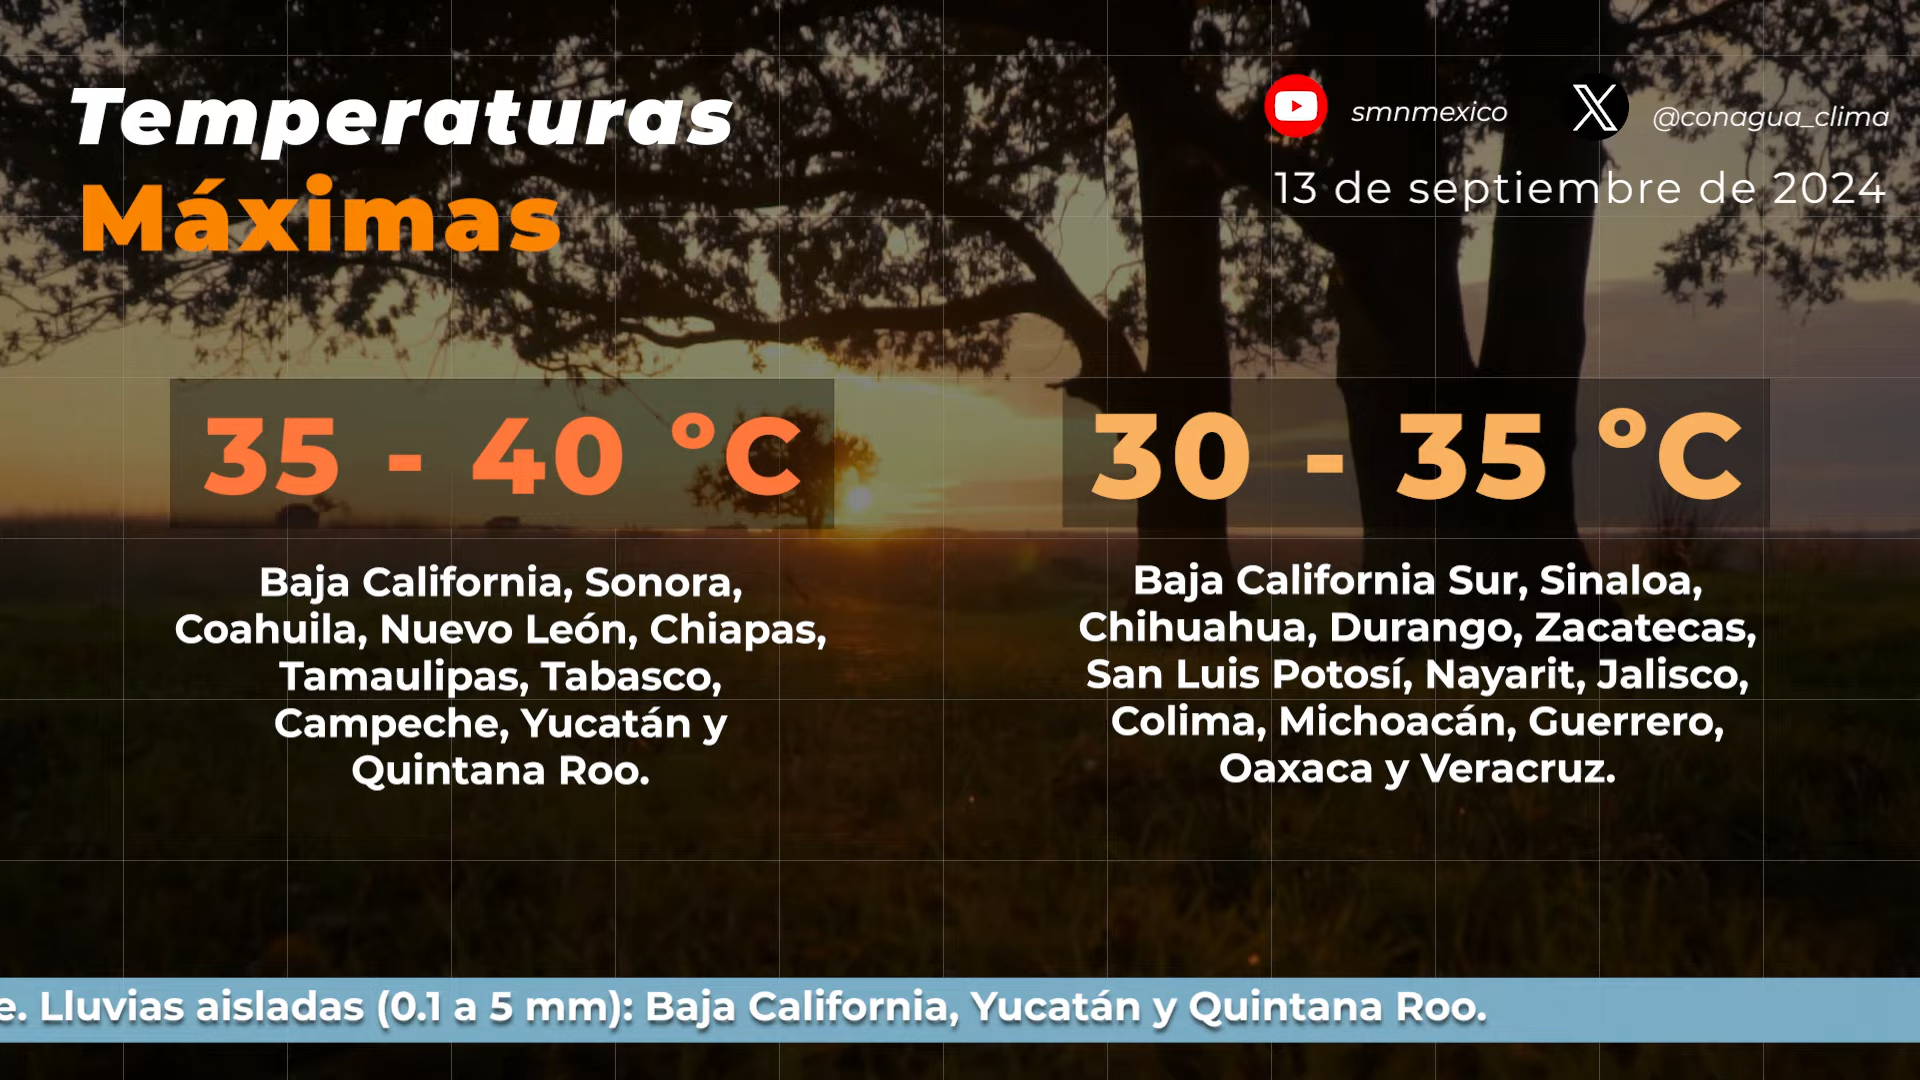 Temperaturas
Máximas
smnmexico
@conagua_clima
13 de septiembre de 2024
35 - 40 °C
Baja California, Sonora,
Coahuila, Nuevo León, Chiapas,
Tamaulipas, Tabasco,
Campeche, Yucatán y
Quintana Roo.
30 - 35 °C
Baja California Sur, Sinaloa,
Chihuahua, Durango, Zacatecas,
San Luis Potosí, Nayarit, Jalisco,
Colima, Michoacán, Guerrero,
Oaxaca y Veracruz.
e. Lluvias aisladas (0.1 a 5 mm): Baja California, Yucatán y Quintana Roo.